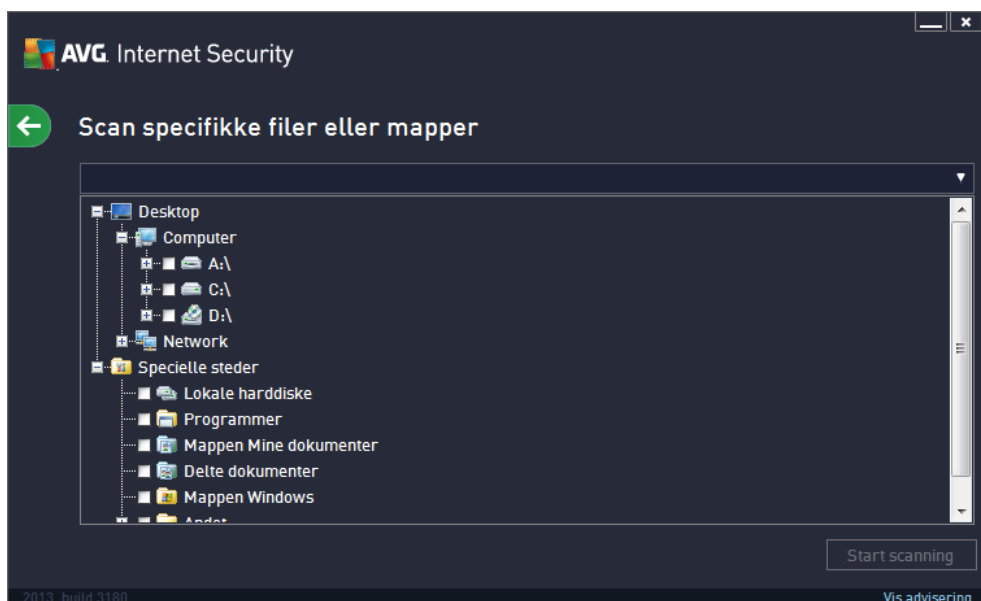 AVG. Internet Security
Scan specifikke filer eller mapper
Desktop
Computer
A:\
C:\
D:\
Network
Specielle steder
Lokale harddiske
Programmer
Mappen Mine dokumenter
Delte dokumenter
Mappen Windows
Andet
Start scanning
2013 build 3180
Vis advisering